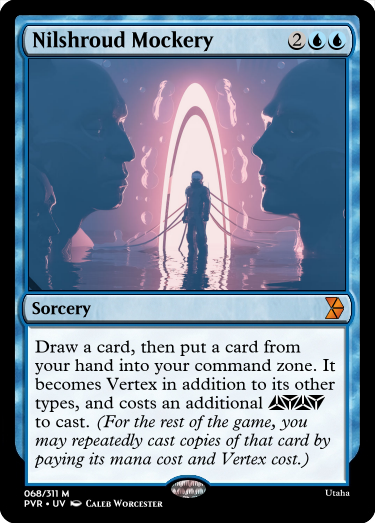 Nilshroud Mockery 2
Sorcery
Draw a card, then put a card from
your hand into your command zone. It
becomes Vertex in addition to its other
types, and costs an additional
to cast. (For the rest of the game, you
may repeatedly cast copies of that card by
paying its mana cost and Vertex cost.)
068/311 M
Utaha
PVR • UV CALEB WORCESTER